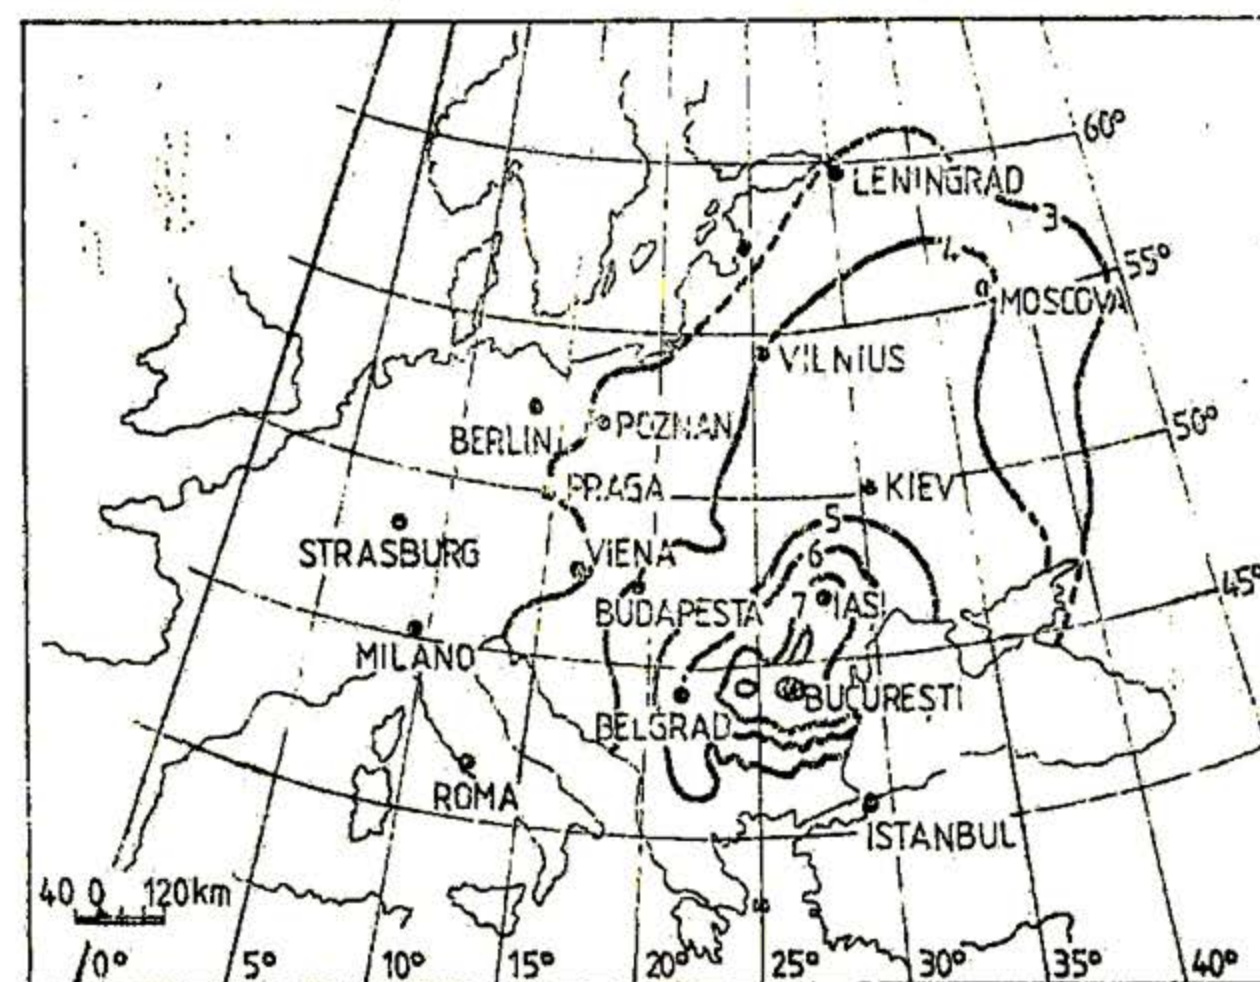 60°
LENINGRAD
3
4
55°
MOSCOVA
VILNIUS
50°
BERLIN
POZNAN
PRAGA
KIEV
5
STRASBURG
VIENA
6
45°
BUDAPESTA
7
IASI
MILANO
BUCURESTI
BELGRAD
ROMA
ISTANBUL
40 0 120km
0° 5° 10° 15° 20° 25° 30° 35° 40°